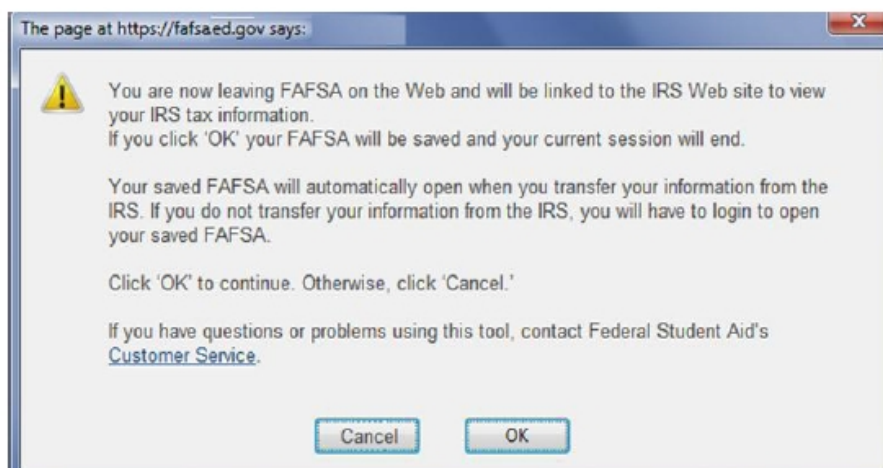 The page at https://fafsaed.gov says:
You are now leaving FAFSA on the Web and will be linked to the IRS Web site to view
your IRS tax information.
If you click 'OK' your FAFSA will be saved and your current session will end.
Your saved FAFSA will automatically open when you transfer your information from the
IRS. If you do not transfer your information from the IRS, you will have to login to open
your saved FAFSA.
Click 'OK' to continue. Otherwise, click 'Cancel.'
If you have questions or problems using this tool, contact Federal Student Aid's
Customer Service.
Cancel OK